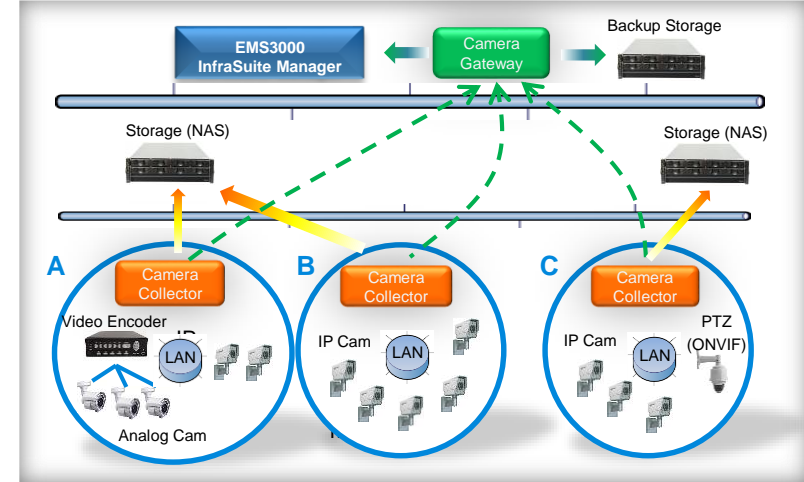 EMS3000
InfraSuite Manager
Camera
Gateway
Backup Storage
Storage (NAS)
Storage (NAS)
A
Camera
Collector
Video Encoder
LAN
Analog Cam
B
Camera
Collector
IP Cam
LAN
C
Camera
Collector
IP Cam
LAN
PTZ
(ONVIF)